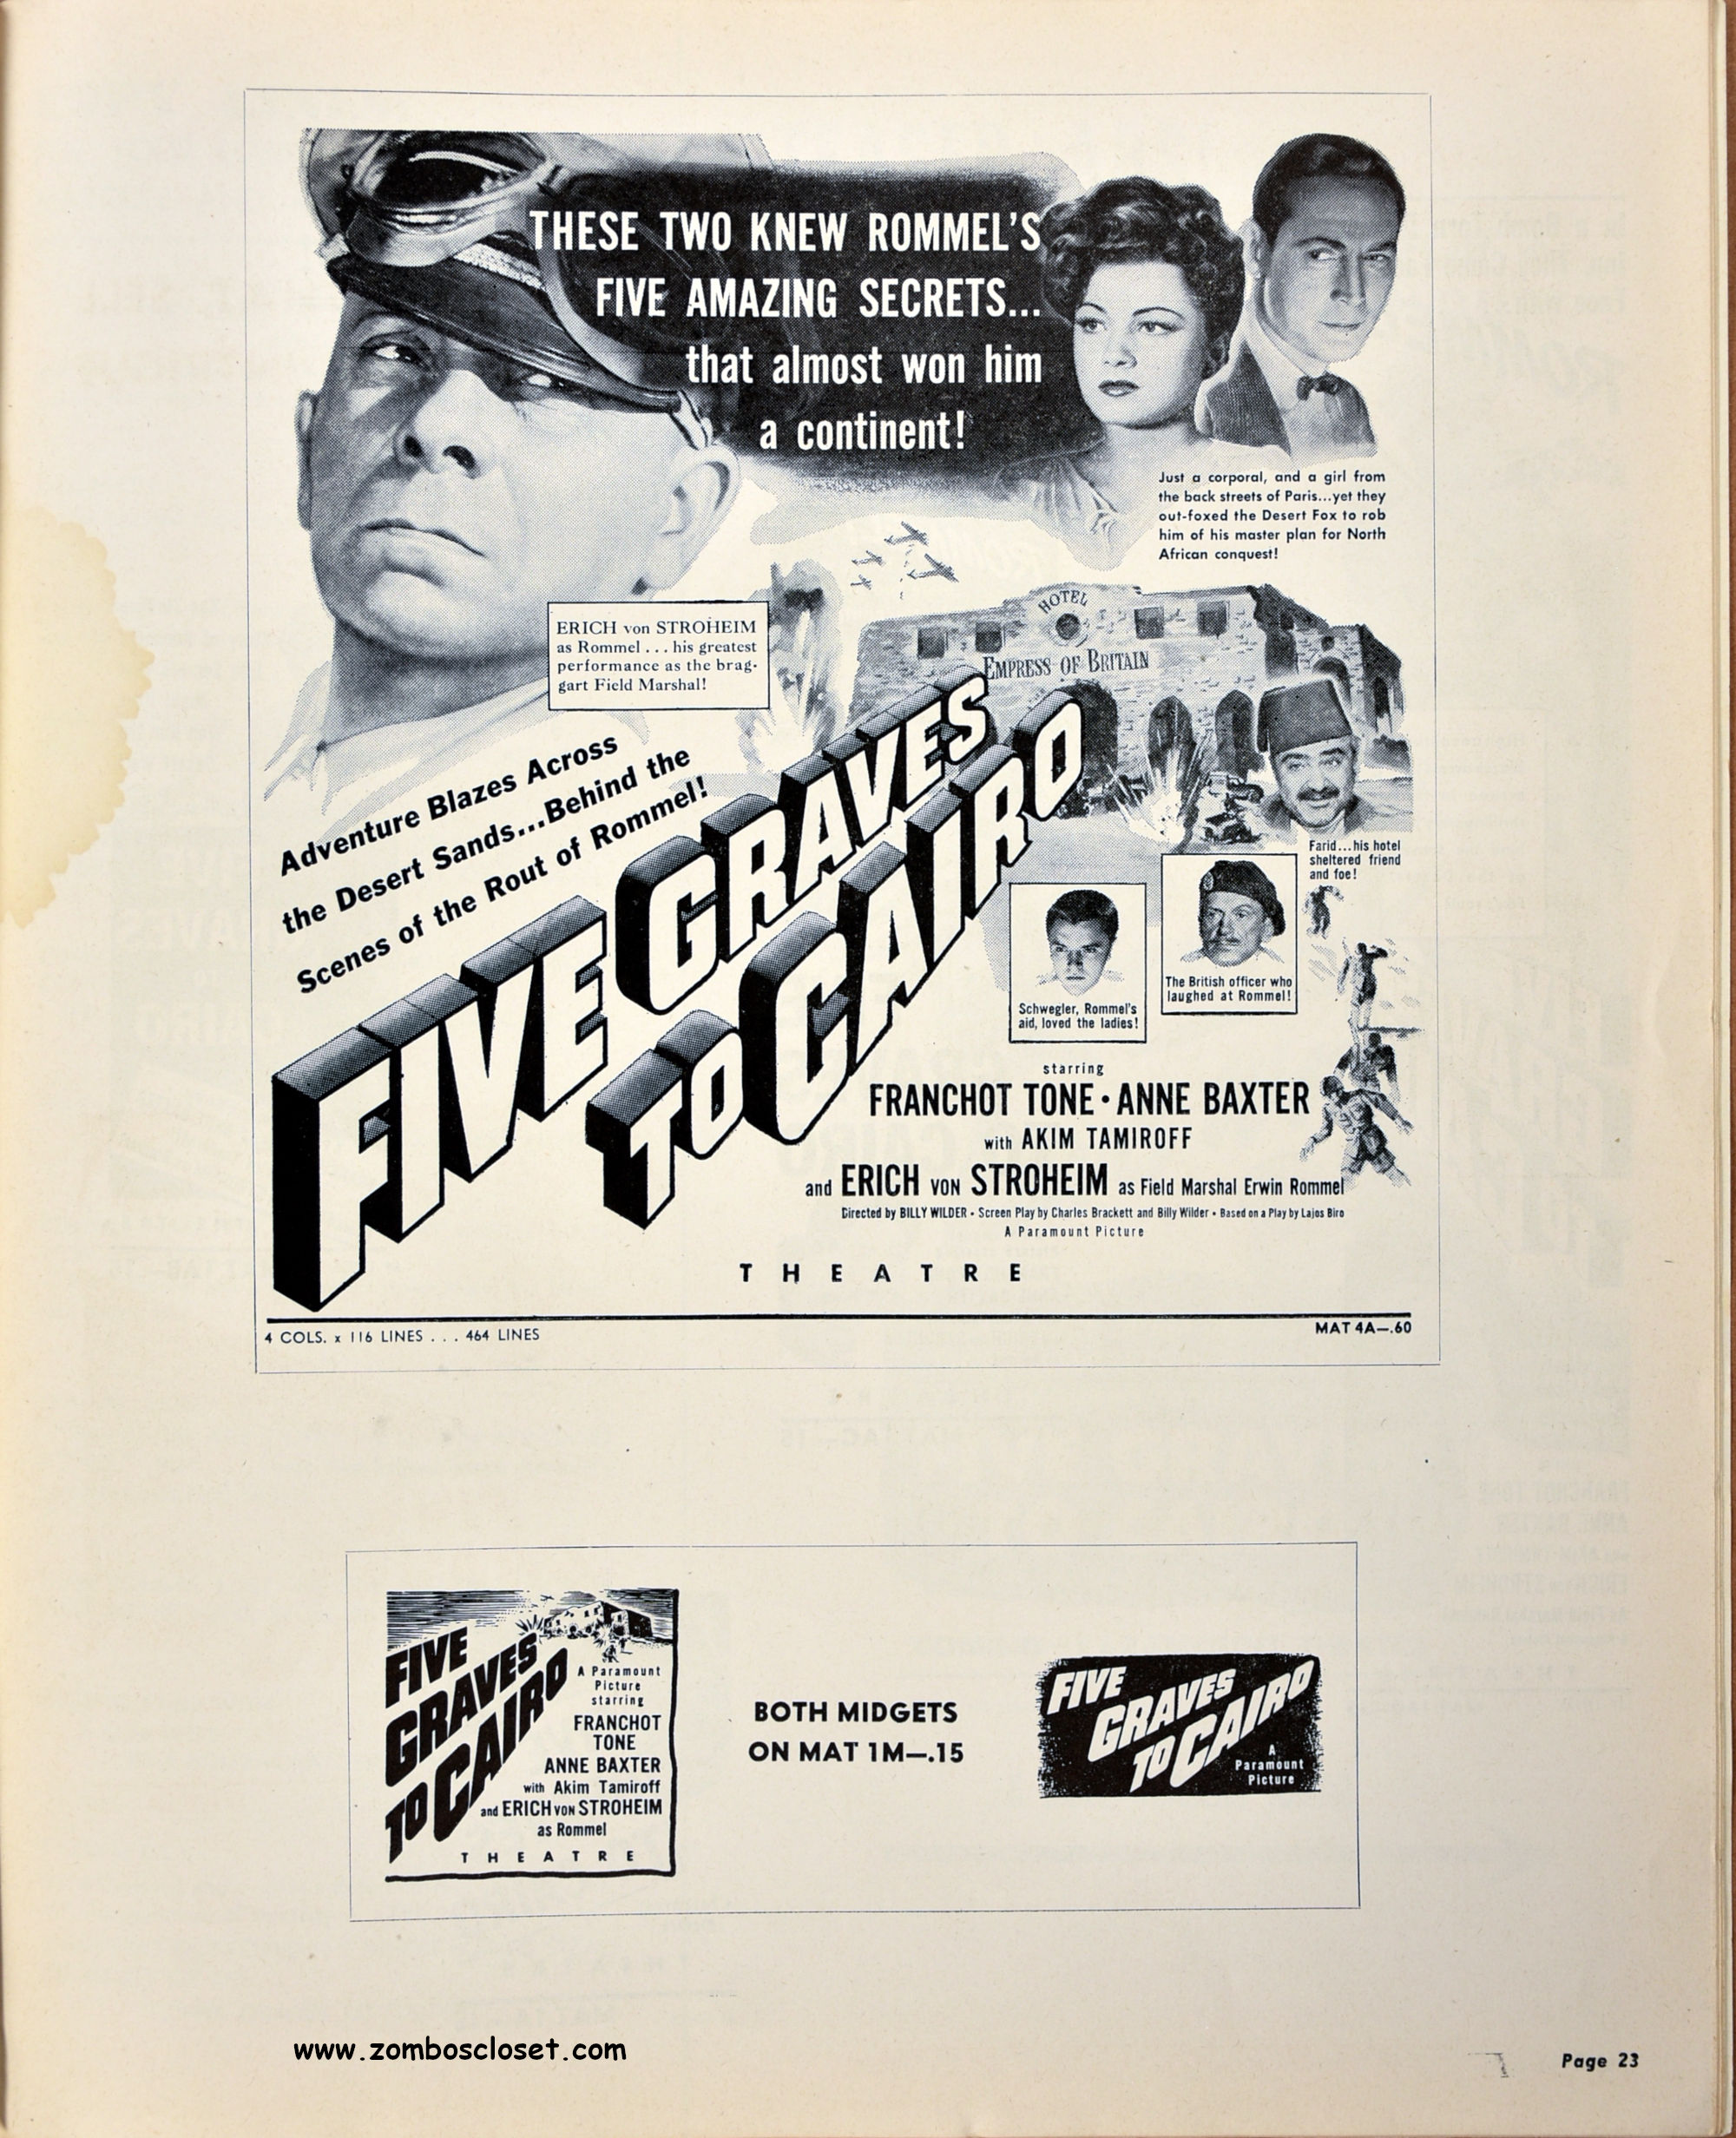 THESE TWO KNEW ROMMEL'S
FIVE AMAZING SECRETS...
that almost won him
a continent!
Just a corporal, and a girl from
the back streets of Paris...yet they
out-foxed the Desert Fox to rob
him of his master plan for North
African conquest!
ERICH von STROHEIM
as Rommel . . . his greatest
performance as the brag-
gart Field Marshal!
HOTEL
EMPRESS OF BRITAIN
Adventure Blazes Across
the Desert Sands...Behind the
Scenes of the Rout of Rommel!
FIVE GRAVES
TO CAIRO
Farid...his hotel
sheltered friend
and foe!
Schwegler, Rommel's
aid, loved the ladies!
The British officer who
laughed at Rommel!
starring
FRANCHOT TONE • ANNE BAXTER
with AKIM TAMIROFF
and ERICH VON STROHEIM as Field Marshal Erwin Rommel
Directed by BILLY WILDER • Screen Play by Charles Brackett and Billy Wilder • Based on a Play by Lajos Biro
A Paramount Picture
THEATRE
4 COLS. x 116 LINES . . . 464 LINES
MAT 4A—.60
FIVE
GRAVES
TO CAIRO
A Paramount
Picture
starring
FRANCHOT
TONE
ANNE BAXTER
with Akim Tamiroff
and ERICH VON STROHEIM
as Rommel
THEATRE
BOTH MIDGETS
ON MAT 1M—.15
FIVE
GRAVES
TO CAIRO
A
Paramount
Picture
www.zomboscloset.com
Page 23